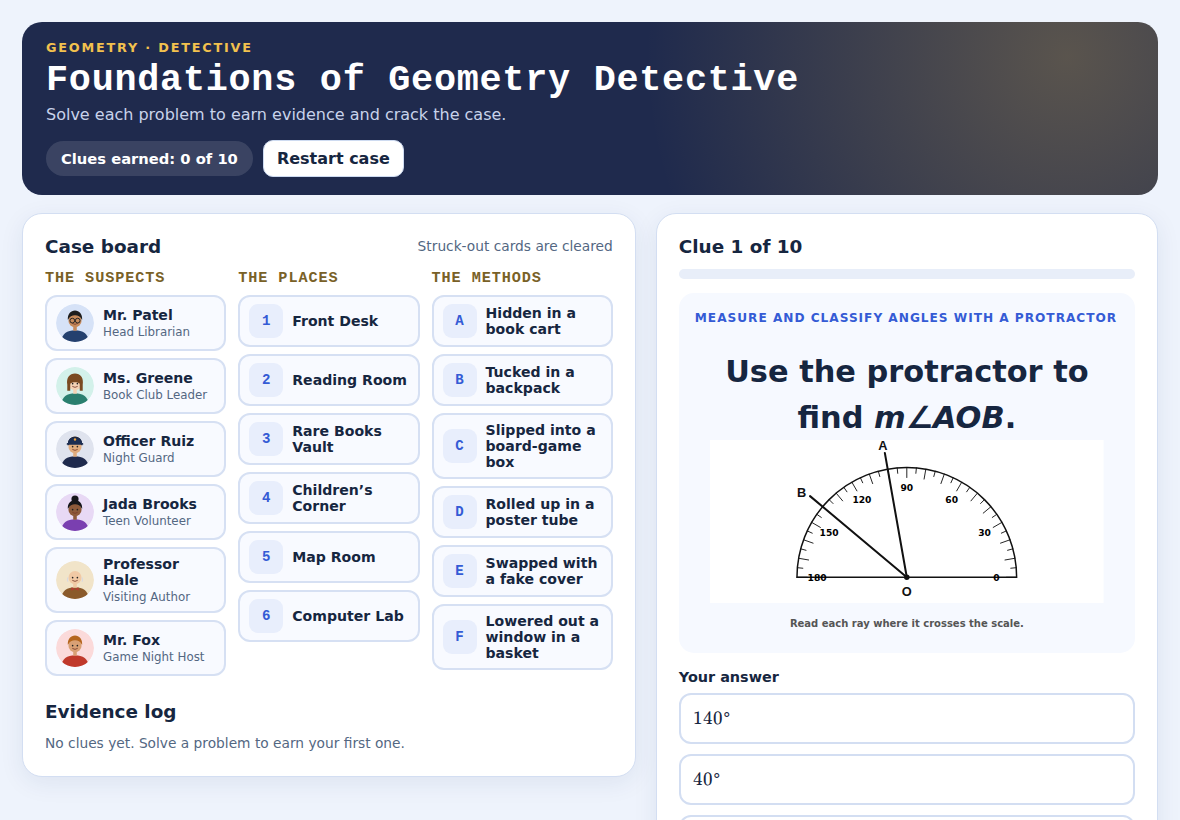 GEOMETRY · DETECTIVE
Foundations of Geometry Detective
Solve each problem to earn evidence and crack the case.
Clues earned: 0 of 10
Restart case
Case board
Struck-out cards are cleared
THE SUSPECTS
Mr. Patel
Head Librarian
Ms. Greene
Book Club Leader
Officer Ruiz
Night Guard
Jada Brooks
Teen Volunteer
Professor
Hale
Visiting Author
Mr. Fox
Game Night Host
THE PLACES
1 Front Desk
2 Reading Room
3 Rare Books
Vault
4 Children’s
Corner
5 Map Room
6 Computer Lab
THE METHODS
A Hidden in a
book cart
B Tucked in a
backpack
C Slipped into a
board-game
box
D Rolled up in a
poster tube
E Swapped with
a fake cover
F Lowered out a
window in a
basket
Evidence log
No clues yet. Solve a problem to earn your first one.
Clue 1 of 10
MEASURE AND CLASSIFY ANGLES WITH A PROTRACTOR
Use the protractor to
find m∠AOB.
A
B
90
120
60
150
30
180
0
O
Read each ray where it crosses the scale.
Your answer
140°
40°